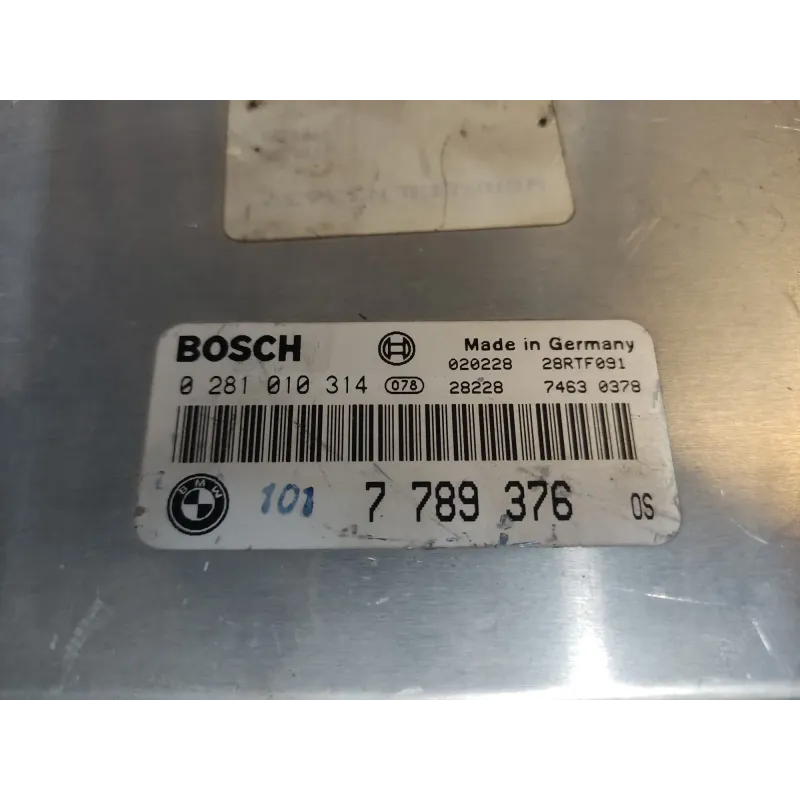 BOSCH Made in Germany
020228 28RTF091
0 281 010 314 078 28228 7463 0378
BMW 101 7 789 376 OS